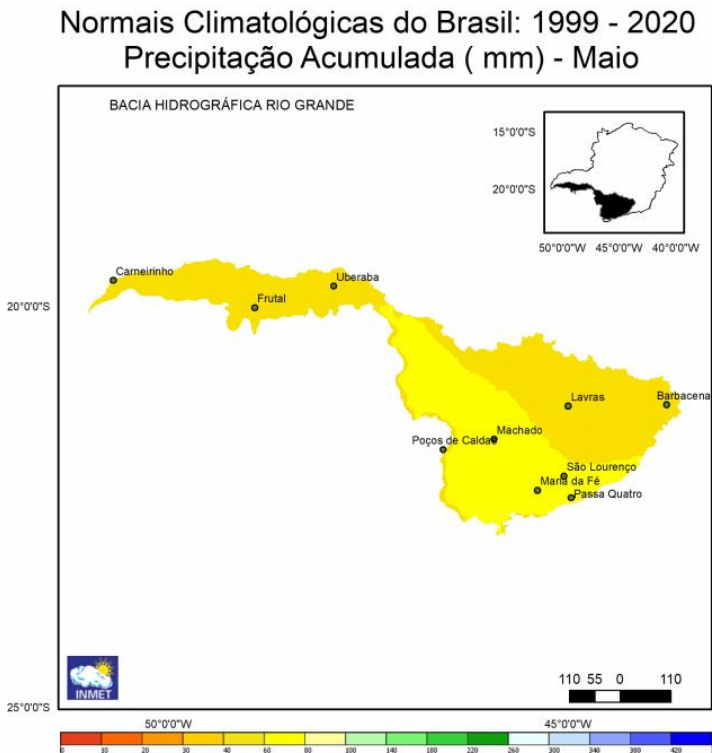 Normais Climatológicas do Brasil: 1999 - 2020
Precipitação Acumulada ( mm) - Maio
BACIA HIDROGRÁFICA RIO GRANDE
15°0'0"S
20°0'0"S
50°0'0"W 45°0'0"W 40°0'0"W
Carneirinho
Uberaba
Frutal
20°0'0"S
Lavras
Barbacena
Machado
Poços de Caldas
São Lourenço
Maria da Fé
Passa Quatro
INMET
110 55 0 110
25°0'0"S
50°0'0"W 45°0'0"W
0 10 20 30 40 60 80 100 140 180 220 260 300 340 380 420